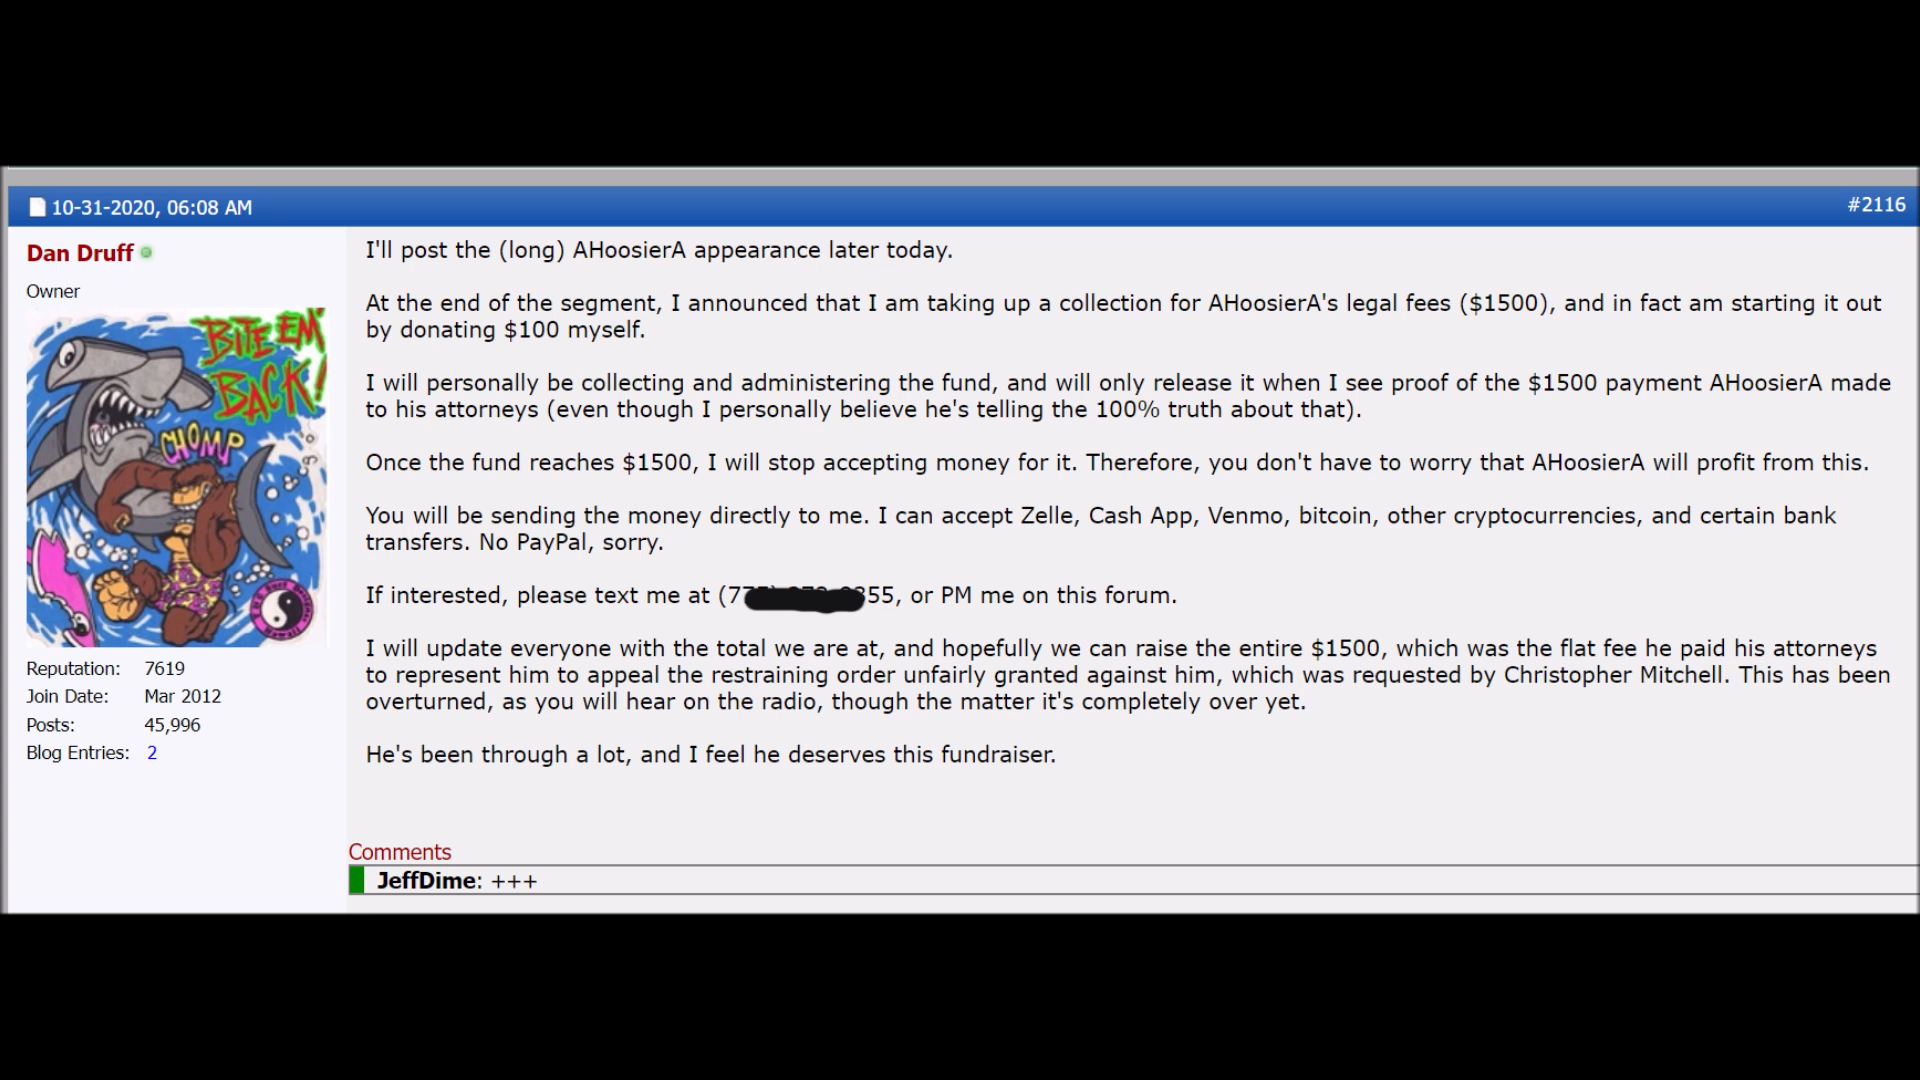 10-31-2020, 06:08 AM
#2116
Dan Druff
Owner
BITE EM'
BACK!
CHOMP
Reputation: 7619
Join Date: Mar 2012
Posts: 45,996
Blog Entries: 2
I'll post the (long) AHoosierA appearance later today.
At the end of the segment, I announced that I am taking up a collection for AHoosierA's legal fees ($1500), and in fact am starting it out
by donating $100 myself.
I will personally be collecting and administering the fund, and will only release it when I see proof of the $1500 payment AHoosierA made
to his attorneys (even though I personally believe he's telling the 100% truth about that).
Once the fund reaches $1500, I will stop accepting money for it. Therefore, you don't have to worry that AHoosierA will profit from this.
You will be sending the money directly to me. I can accept Zelle, Cash App, Venmo, bitcoin, other cryptocurrencies, and certain bank
transfers. No PayPal, sorry.
If interested, please text me at (7 55, or PM me on this forum.
I will update everyone with the total we are at, and hopefully we can raise the entire $1500, which was the flat fee he paid his attorneys
to represent him to appeal the restraining order unfairly granted against him, which was requested by Christopher Mitchell. This has been
overturned, as you will hear on the radio, though the matter it's completely over yet.
He's been through a lot, and I feel he deserves this fundraiser.
Comments
JeffDime: +++